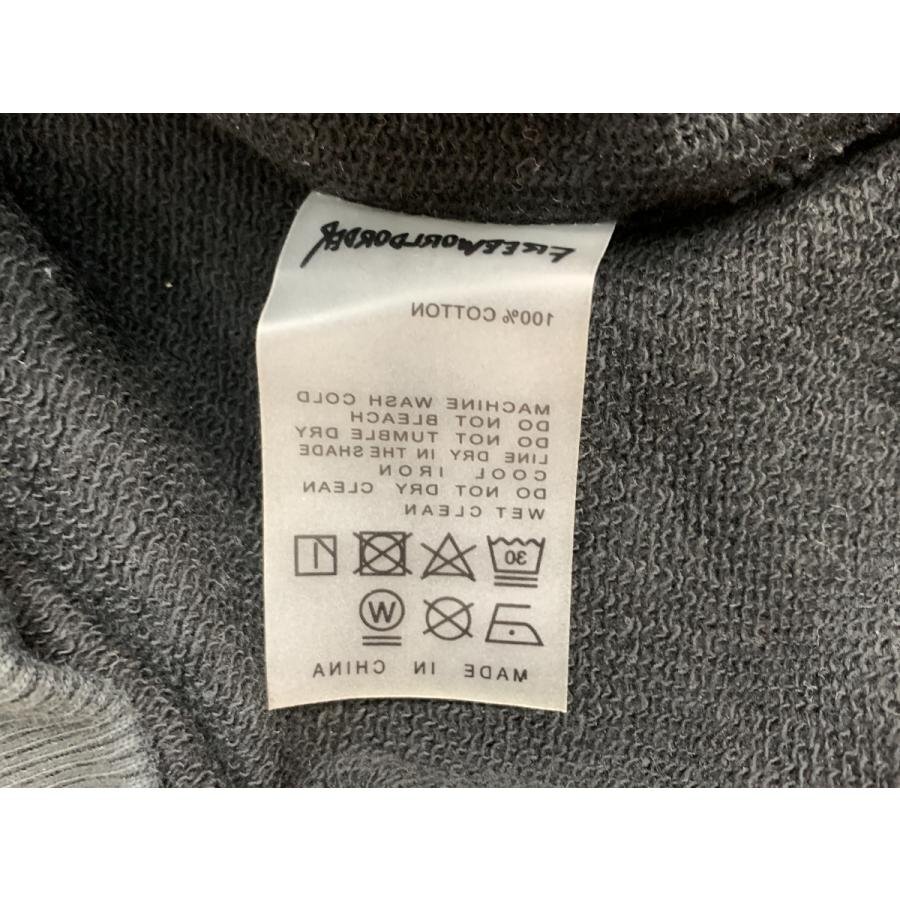 FREEWORLDORDER
100% COTTON
MACHINE WASH COLD
DO NOT BLEACH
DO NOT TUMBLE DRY
LINE DRY IN THE SHADE
COOL IRON
DO NOT DRY CLEAN
WET CLEAN
30
W
MADE IN CHINA